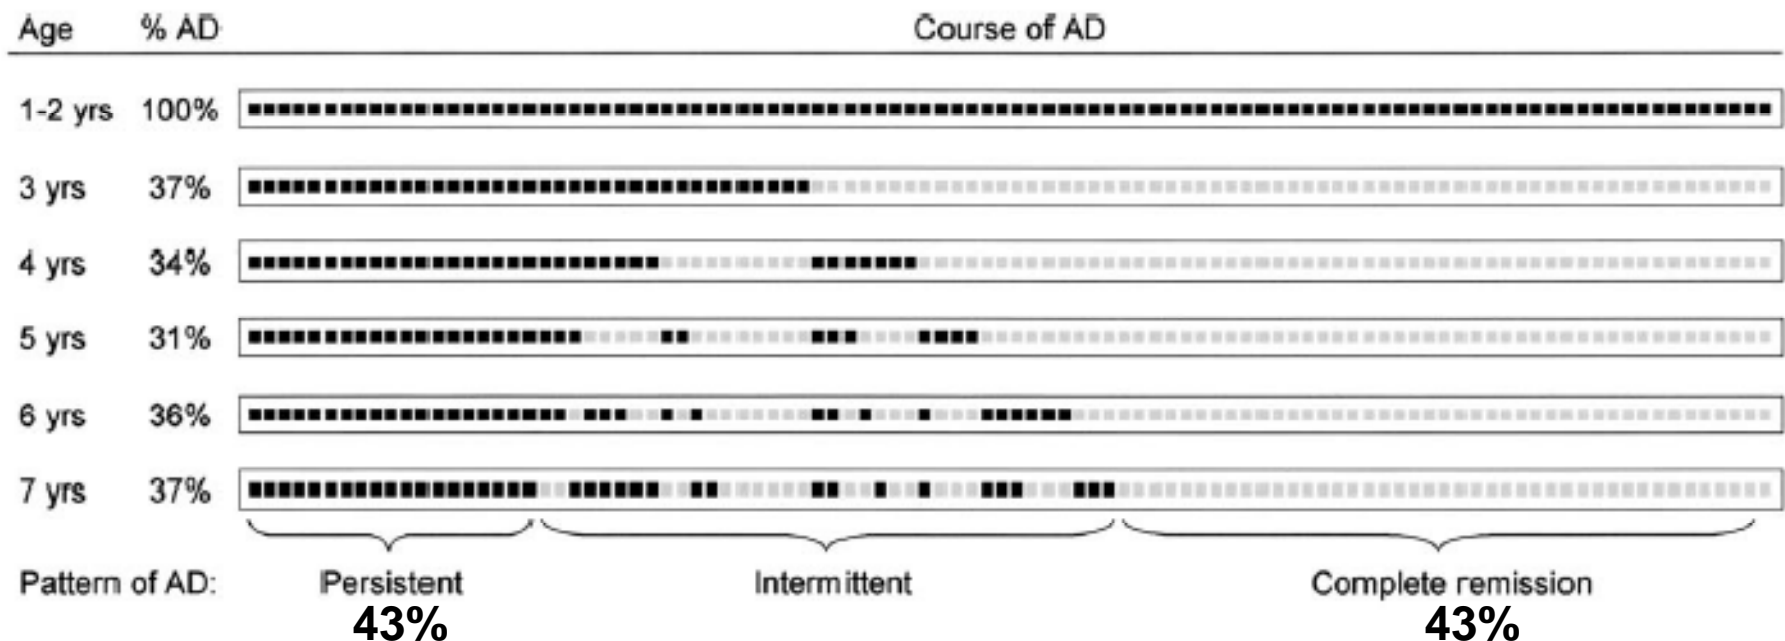 Age % AD Course of AD
1-2 yrs 100%
3 yrs 37%
4 yrs 34%
5 yrs 31%
6 yrs 36%
7 yrs 37%
Pattern of AD: Persistent Intermittent Complete remission
43% 43%